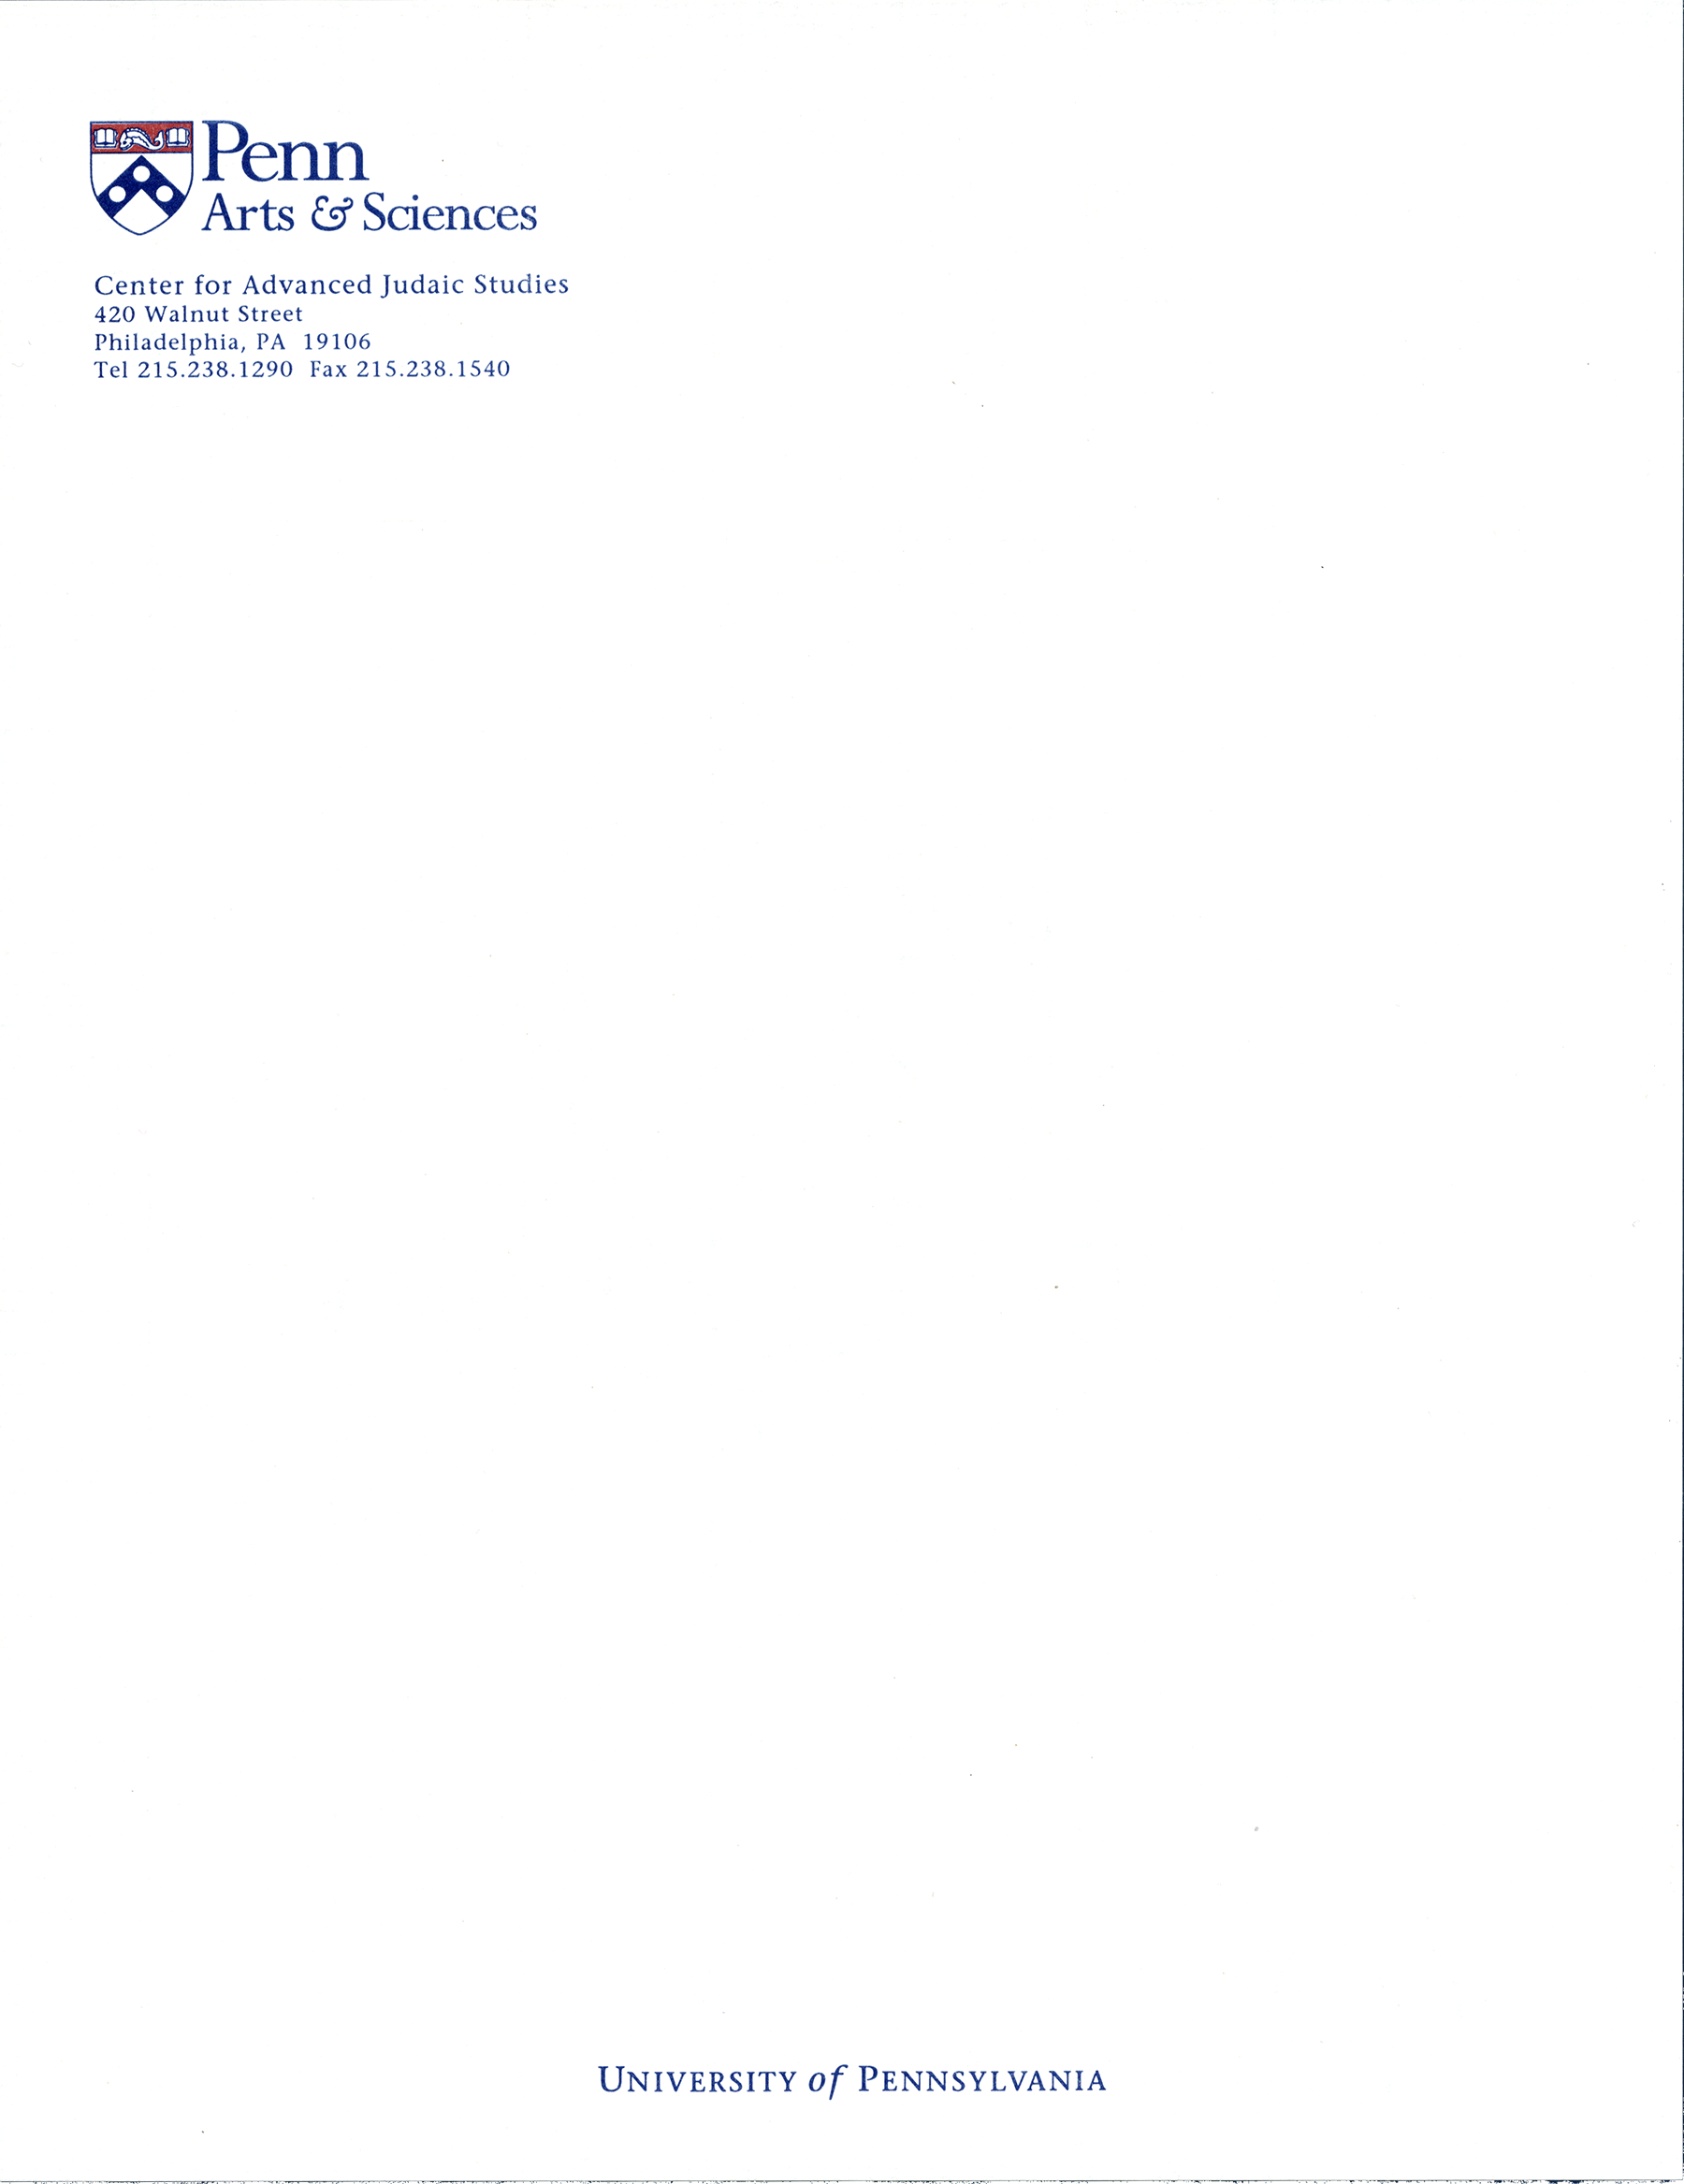 Penn
Arts & Sciences
Center for Advanced Judaic Studies
420 Walnut Street
Philadelphia, PA 19106
Tel 215.238.1290 Fax 215.238.1540
UNIVERSITY of PENNSYLVANIA